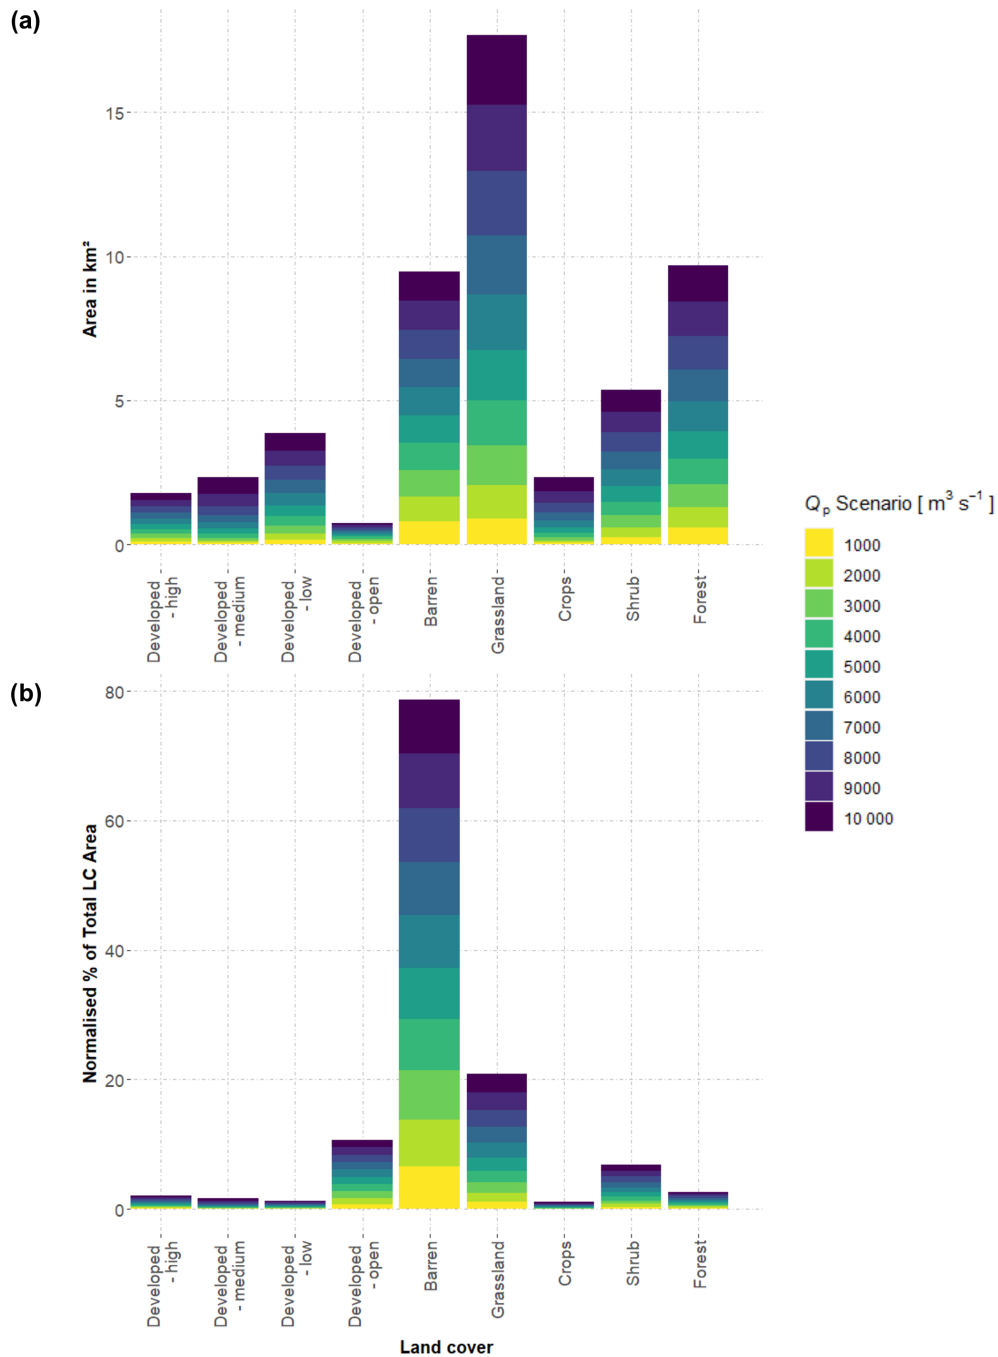 (a)
15
10
5
0
Area in km²
Developed - high
Developed - medium
Developed - low
Developed - open
Barren
Grassland
Crops
Shrub
Forest
Qp Scenario [ m³ s⁻¹ ]
1000
2000
3000
4000
5000
6000
7000
8000
9000
10 000
(b)
80
60
40
20
0
Normalised % of Total LC Area
Developed - high
Developed - medium
Developed - low
Developed - open
Barren
Grassland
Crops
Shrub
Forest
Land cover